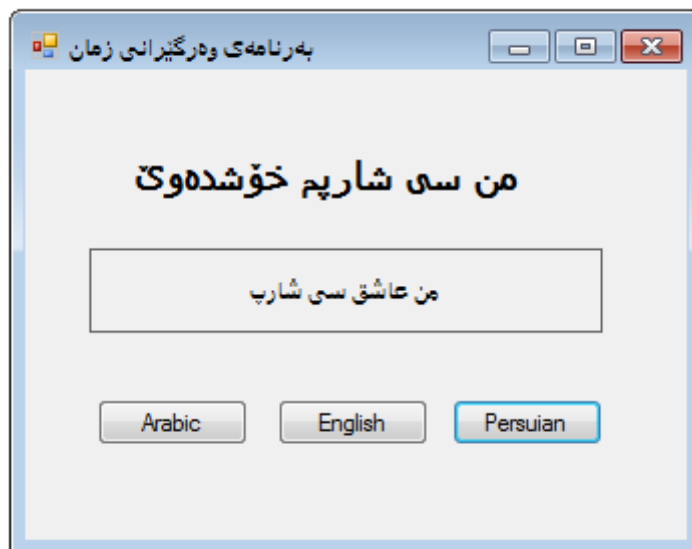 بەرنامەی وەرگێرانی زمان
من سی شارپم خۆشدەوێ
من عاشق سی شارپ
Arabic English Persuian